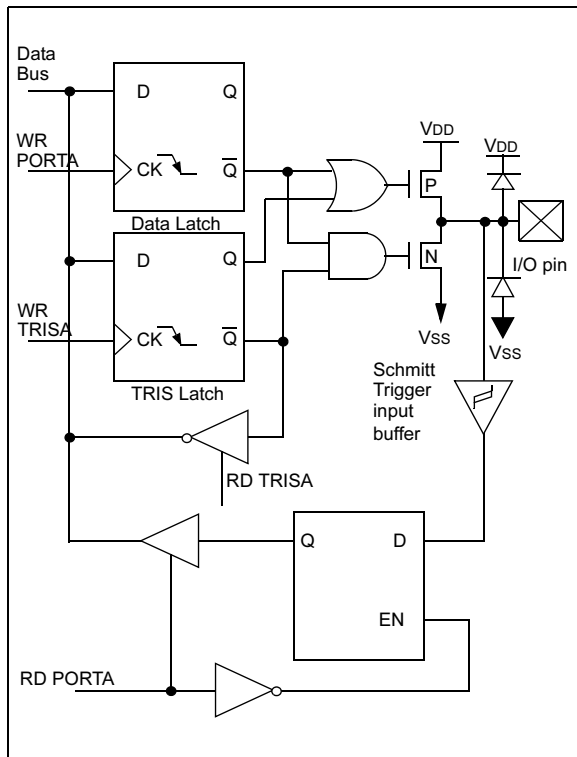 Data
Bus
D Q
WR
PORTA
CK Q
VDD
VDD
P
Data Latch
D Q
N
I/O pin
WR
TRISA
CK Q
VSS
VSS
TRIS Latch
Schmitt
Trigger
input
buffer
RD TRISA
Q D
EN
RD PORTA